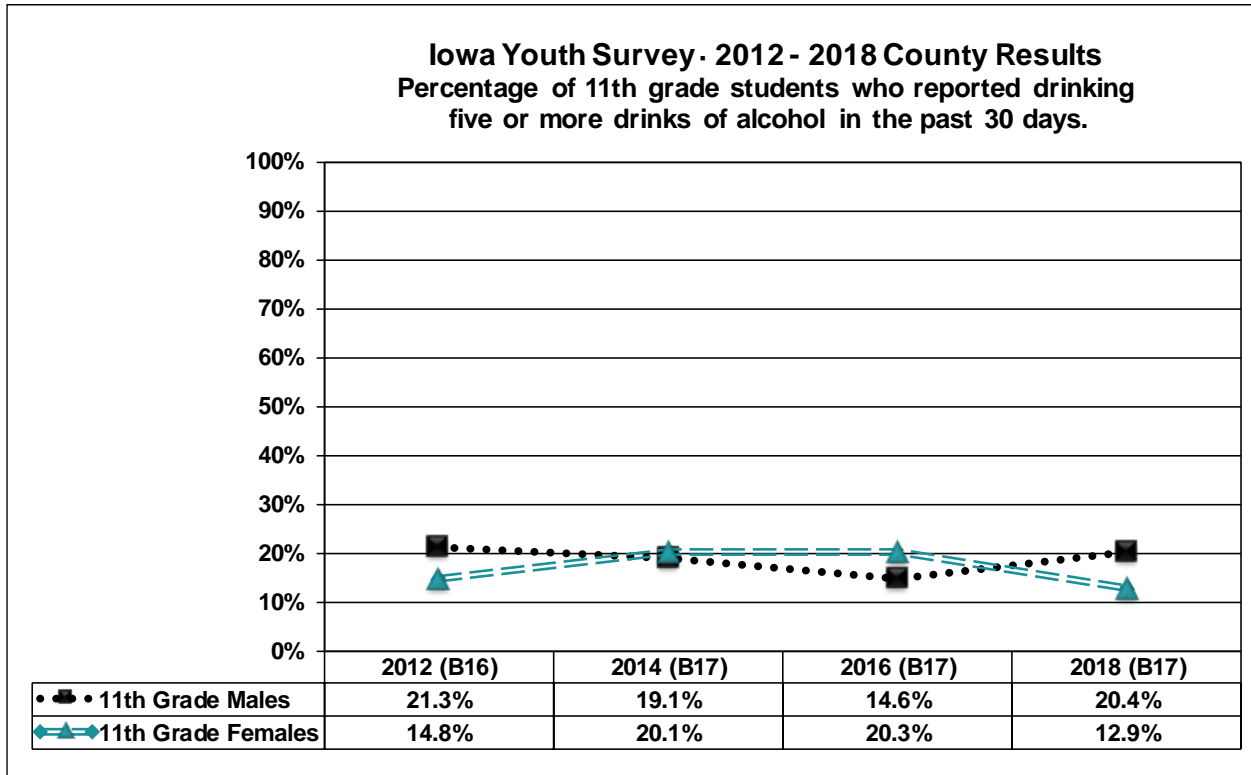 Iowa Youth Survey · 2012 - 2018 County Results
Percentage of 11th grade students who reported drinking
five or more drinks of alcohol in the past 30 days.
100%
90%
80%
70%
60%
50%
40%
30%
20%
10%
0%
2012 (B16) 2014 (B17) 2016 (B17) 2018 (B17)
11th Grade Males 21.3% 19.1% 14.6% 20.4%
11th Grade Females 14.8% 20.1% 20.3% 12.9%